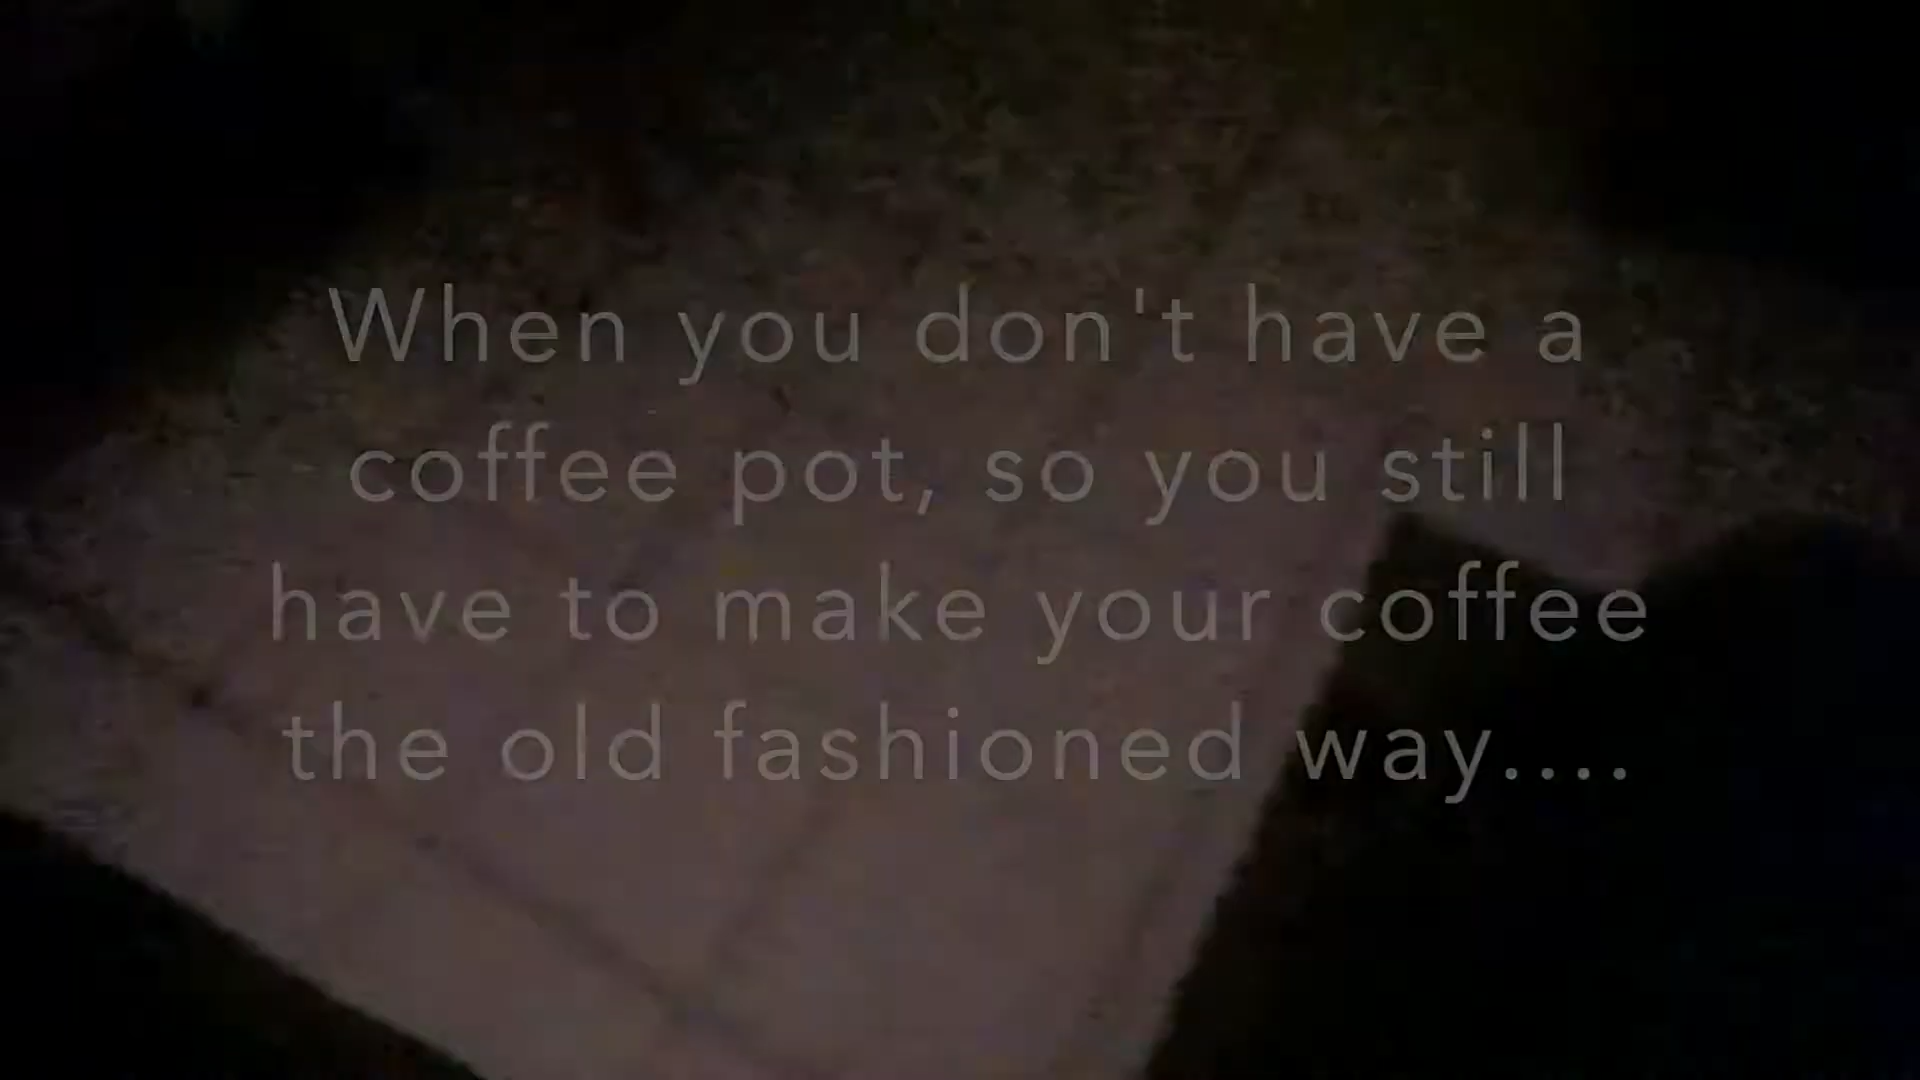 When you don't have a
coffee pot, so you still
have to make your coffee
the old fashioned way....